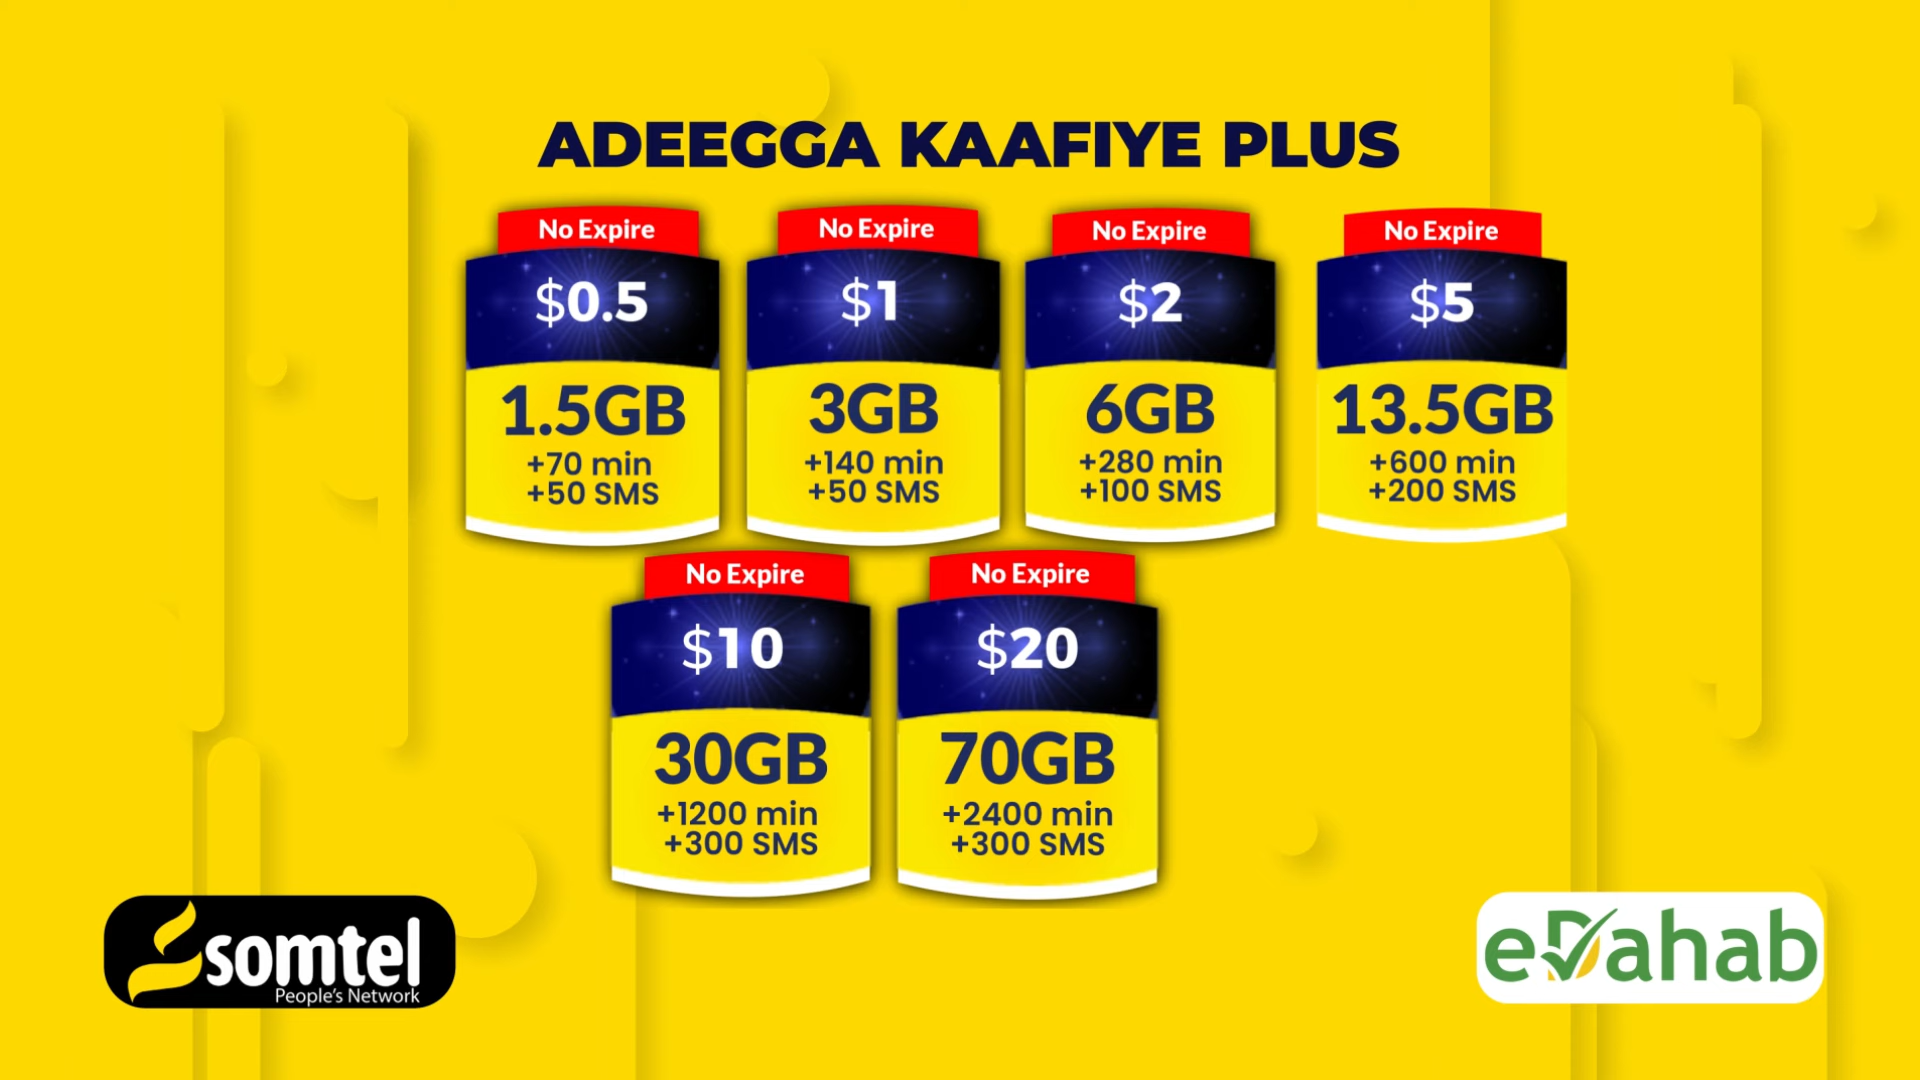 ADEEGGA KAAFIYE PLUS
No Expire
$0.5
1.5GB
+70 min
+50 SMS
No Expire
$1
3GB
+140 min
+50 SMS
No Expire
$2
6GB
+280 min
+100 SMS
No Expire
$5
13.5GB
+600 min
+200 SMS
No Expire
$10
30GB
+1200 min
+300 SMS
No Expire
$20
70GB
+2400 min
+300 SMS
somtel
People's Network
eDahab